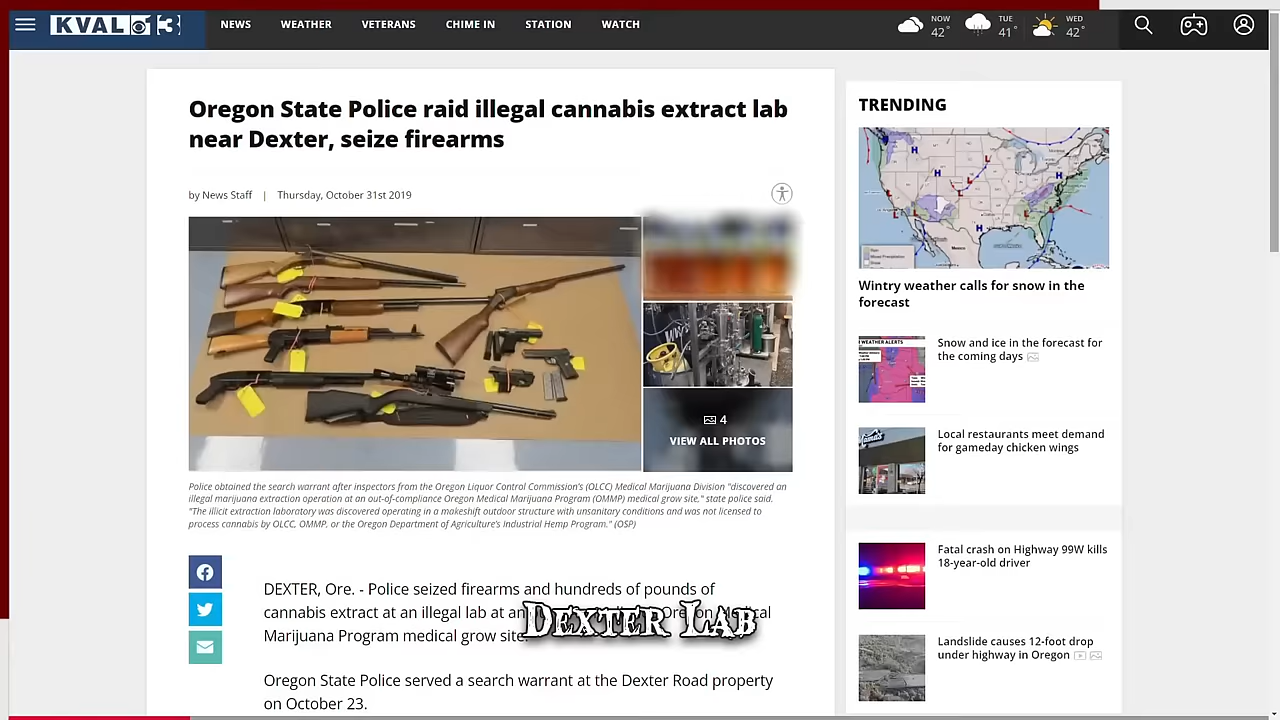 KVAL 13
NEWS WEATHER VETERANS CHIME IN STATION WATCH
NOW 42°
TUE 41°
WED 42°
Oregon State Police raid illegal cannabis extract lab
near Dexter, seize firearms
by News Staff | Thursday, October 31st 2019
4
VIEW ALL PHOTOS
Police obtained the search warrant after inspectors from the Oregon Liquor Control Commission's (OLCC) Medical Marijuana Division "discovered an
illegal marijuana extraction operation at an out-of-compliance Oregon Medical Marijuana Program (OMMP) medical grow site," state police said.
"The illicit extraction laboratory was discovered operating in a makeshift outdoor structure with unsanitary conditions and was not licensed to
process cannabis by OLCC, OMMP, or the Oregon Department of Agriculture's Industrial Hemp Program." (OSP)
DEXTER, Ore. - Police seized firearms and hundreds of pounds of
cannabis extract at an illegal lab at an
Marijuana Program medical grow site.
DEXTER LAB
Oregon State Police served a search warrant at the Dexter Road property
on October 23.
TRENDING
Wintry weather calls for snow in the
forecast
WEATHER ALERTS
Snow and ice in the forecast for
the coming days
Local restaurants meet demand
for gameday chicken wings
Fatal crash on Highway 99W kills
18-year-old driver
Landslide causes 12-foot drop
under highway in Oregon